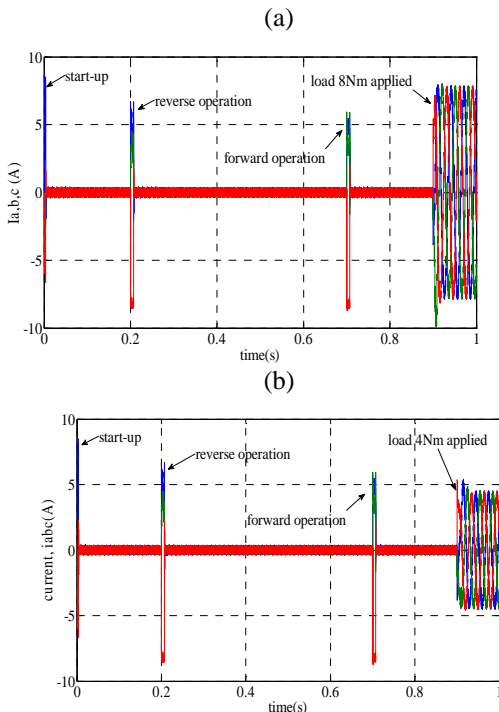 (a)
10
start-up
load 8Nm applied
reverse operation
5
forward operation
Ia,b,c (A)
0
-5
-10
0 0.2 0.4 0.6 0.8 1
time(s)
(b)
10
start-up
load 4Nm applied
reverse operation
5
forward operation
current, iabc(A)
0
-5
-10
0 0.2 0.4 0.6 0.8 1
time(s)